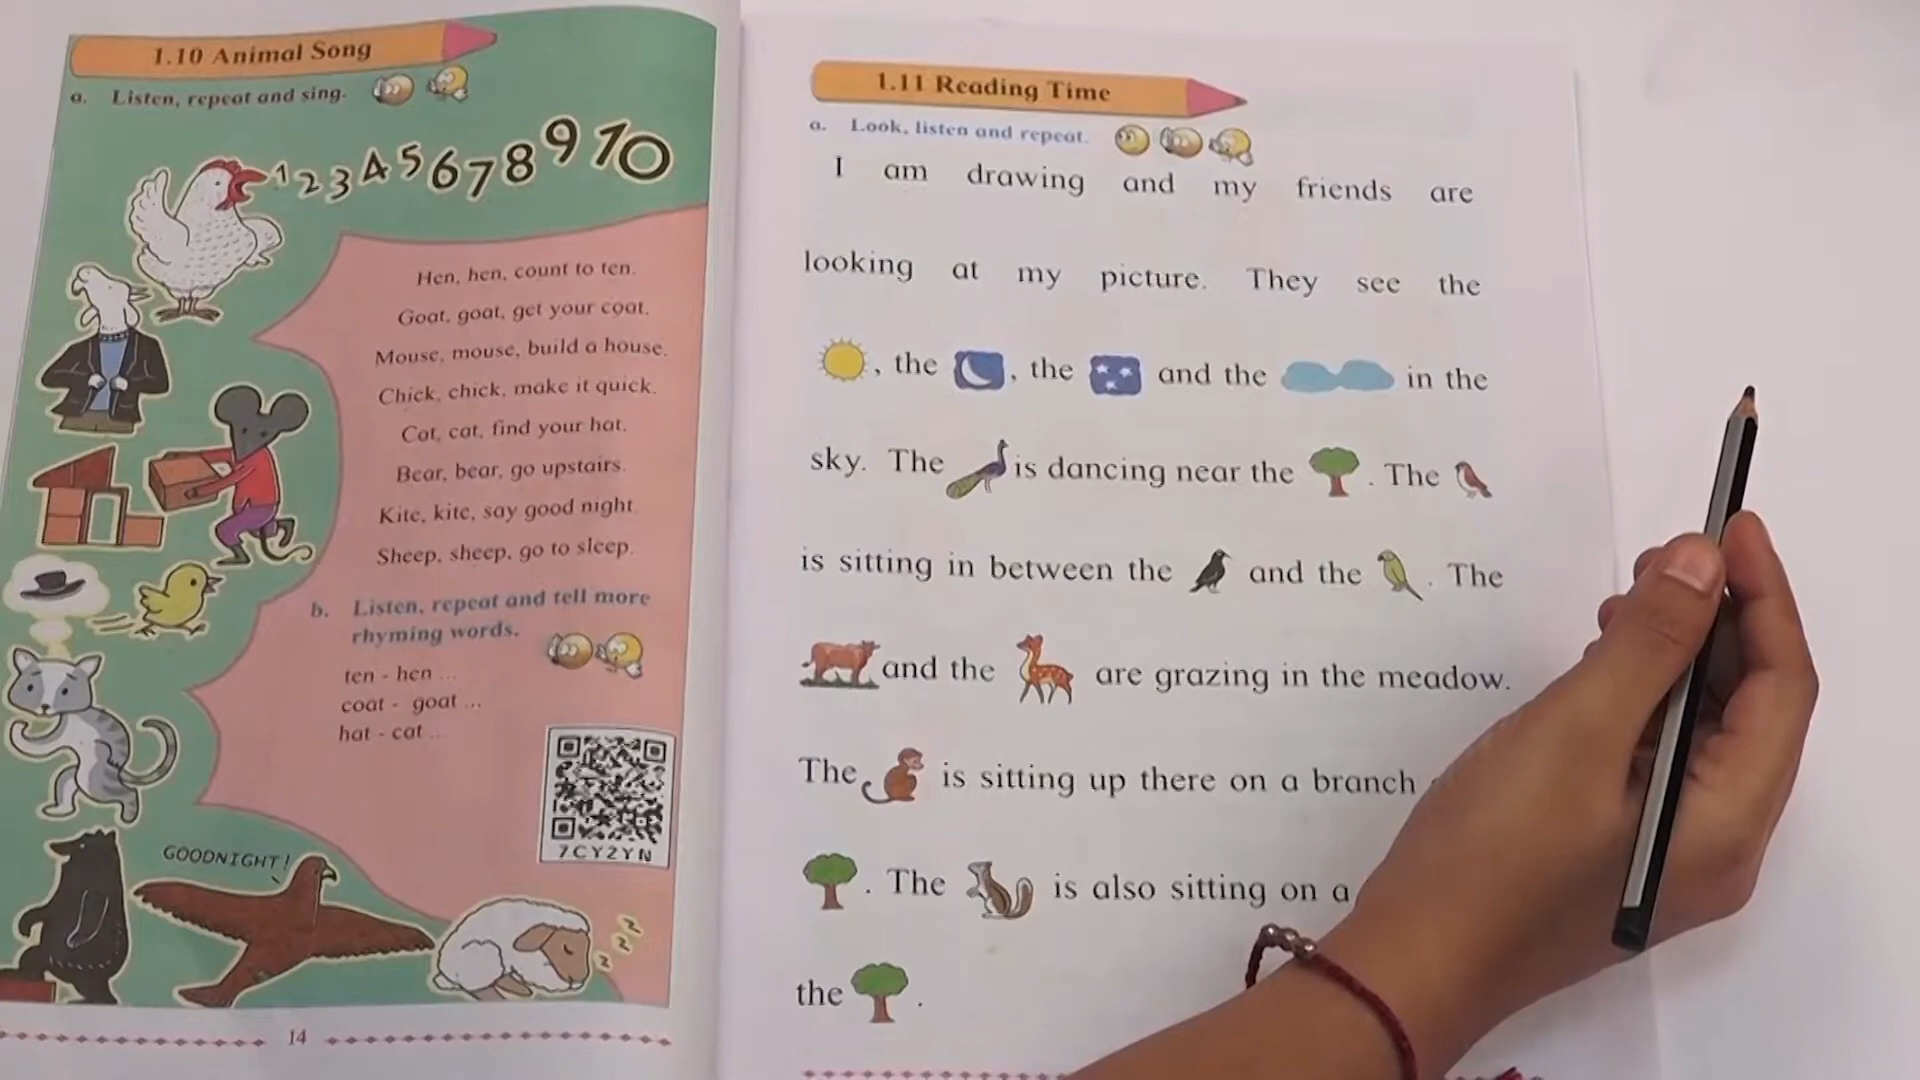 1.10 Animal Song
a. Listen, repeat and sing.
1 2 3 4 5 6 7 8 9 10
Hen, hen, count to ten.
Goat, goat, get your coat.
Mouse, mouse, build a house.
Chick, chick, make it quick.
Cat, cat, find your hat.
Bear, bear, go upstairs.
Kite, kite, say good night
Sheep, sheep, go to sleep.
b. Listen, repeat and tell more
rhyming words.
ten - hen ...
coat - goat ...
hat - cat ...
7CY2YN
GOODNIGHT!
z z z
14
1.11 Reading Time
a. Look, listen and repeat.
I am drawing and my friends are
looking at my picture. They see the
, the , the and the in the
sky. The is dancing near the . The
is sitting in between the and the . The
and the are grazing in the meadow.
The is sitting up there on a branch
. The is also sitting on a
the .